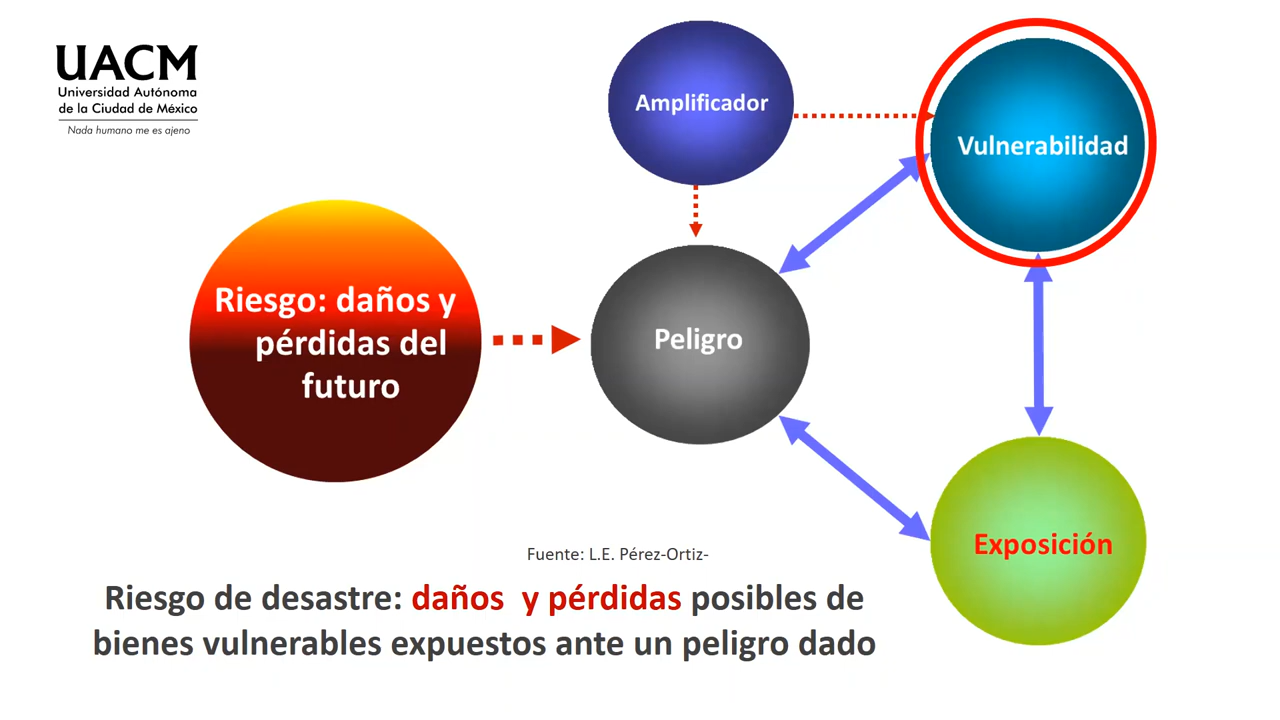 UACM
Universidad Autónoma
de la Ciudad de México
Nada humano me es ajeno
Amplificador
Vulnerabilidad
Riesgo: daños y
pérdidas del
futuro
Peligro
Exposición
Fuente: L.E. Pérez-Ortiz-
Riesgo de desastre: daños y pérdidas posibles de
bienes vulnerables expuestos ante un peligro dado